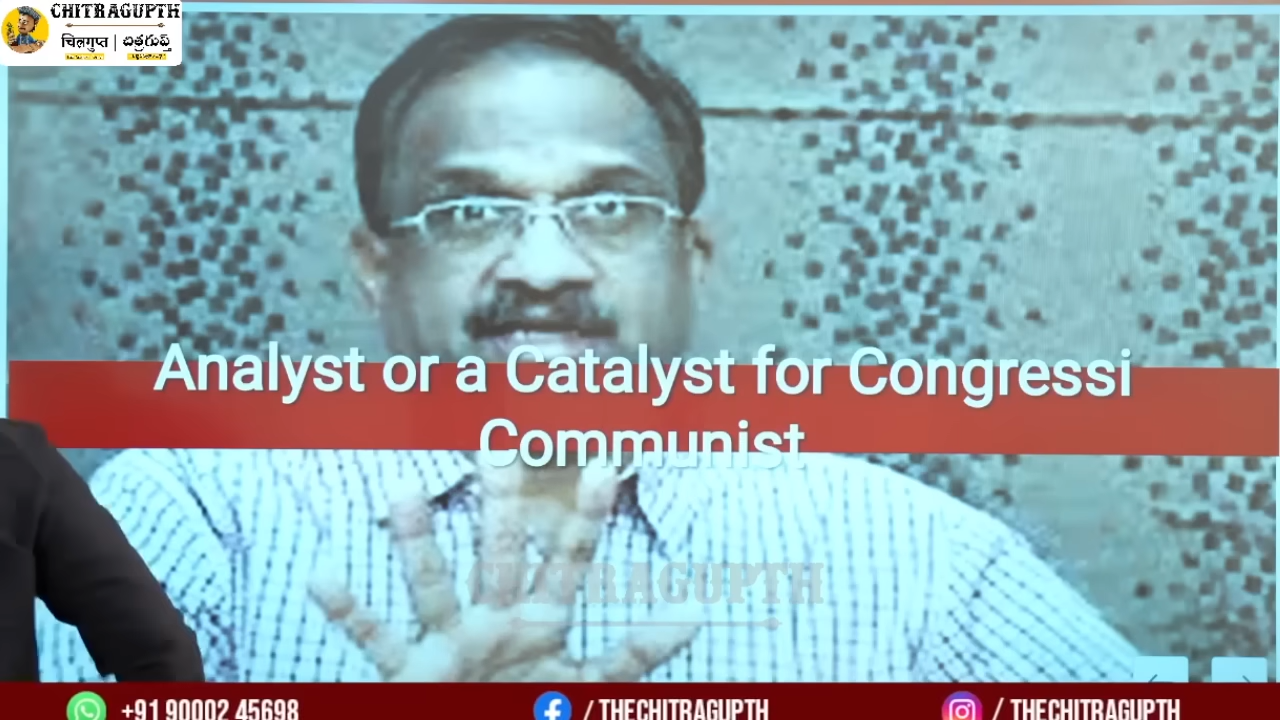 CHITRAGUPTH
चित्रगुप्त | చిత్రగుప్త్
Analyst or a Catalyst for Congressi
Communist
CHITRAGUPTH
+91 90002 45698
/ THECHITRAGUPTH
/ THECHITRAGUPTH